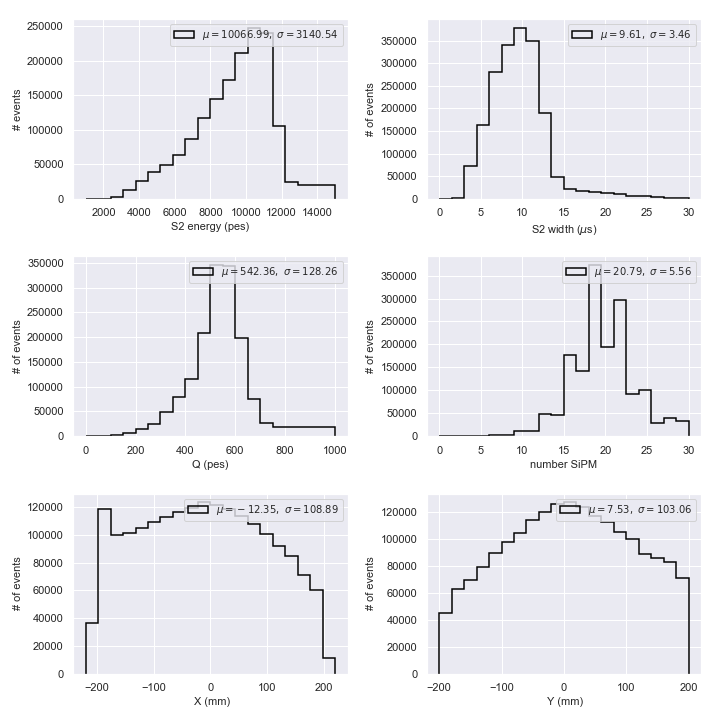 250000
200000
150000
100000
50000
0
# events
μ = 10066.99, σ = 3140.54
2000 4000 6000 8000 10000 12000 14000
S2 energy (pes)
350000
300000
250000
200000
150000
100000
50000
0
# of events
μ = 9.61, σ = 3.46
0 5 10 15 20 25 30
S2 width (μs)
350000
300000
250000
200000
150000
100000
50000
0
# of events
μ = 542.36, σ = 128.26
0 200 400 600 800 1000
Q (pes)
350000
300000
250000
200000
150000
100000
50000
0
# of events
μ = 20.79, σ = 5.56
0 5 10 15 20 25 30
number SiPM
120000
100000
80000
60000
40000
20000
0
# of events
μ = −12.35, σ = 108.89
−200 −100 0 100 200
X (mm)
120000
100000
80000
60000
40000
20000
0
# of events
μ = 7.53, σ = 103.06
−200 −100 0 100 200
Y (mm)